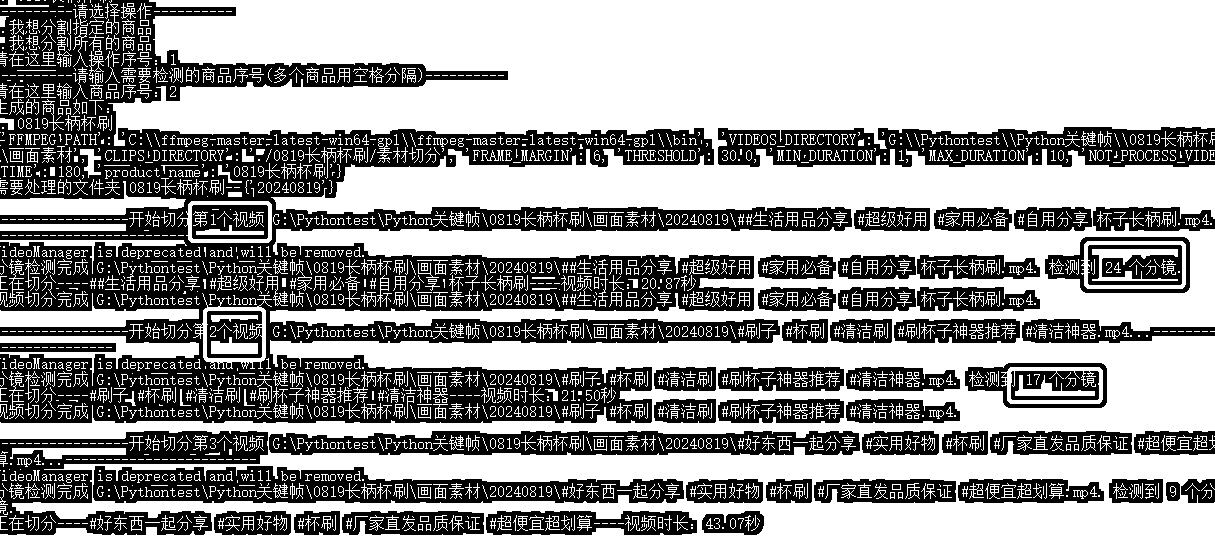 ----------请选择操作----------
.我想分割指定的商品
.我想分割所有的商品
请在这里输入操作序号：1
----------请输入需要检测的商品序号(多个商品用空格分隔)----------
请在这里输入商品序号：2
生成的商品如下：
. 0819长柄杯刷
'FFMPEG_PATH': 'C:\\ffmpeg-master-latest-win64-gpl\\ffmpeg-master-latest-win64-gpl\\bin', 'VIDEOS_DIRECTORY': 'G:\\Pythontest\\Python关键帧\\0819长柄杯刷
\画面素材', 'CLIPS_DIRECTORY': './0819长柄杯刷/素材切分', 'FRAME_MARGIN': 6, 'THRESHOLD': 30.0, 'MIN_DURATION': 1, 'MAX_DURATION': 10, 'NOT_PROCESS_VIDE
TIME': 180, 'product_name': '0819长柄杯刷'}
需要处理的文件夹 0819长柄杯刷--{'20240819'}
----------开始切分第1个视频 G:\Pythontest\Python关键帧\0819长柄杯刷\画面素材\20240819\##生活用品分享 #超级好用 #家用必备 #自用分享 杯子长柄刷.mp4.
VideoManager is deprecated and will be removed.
分镜检测完成 G:\Pythontest\Python关键帧\0819长柄杯刷\画面素材\20240819\##生活用品分享 #超级好用 #家用必备 #自用分享 杯子长柄刷.mp4. 检测到 24 个分镜.
正在切分----##生活用品分享 #超级好用 #家用必备 #自用分享 杯子长柄刷----视频时长：20.87秒
视频切分完成 G:\Pythontest\Python关键帧\0819长柄杯刷\画面素材\20240819\##生活用品分享 #超级好用 #家用必备 #自用分享 杯子长柄刷.mp4.
----------开始切分第2个视频 G:\Pythontest\Python关键帧\0819长柄杯刷\画面素材\20240819\#刷子 #杯刷 #清洁刷 #刷杯子神器推荐 #清洁神器.mp4...----------
VideoManager is deprecated and will be removed.
分镜检测完成 G:\Pythontest\Python关键帧\0819长柄杯刷\画面素材\20240819\#刷子 #杯刷 #清洁刷 #刷杯子神器推荐 #清洁神器.mp4. 检测到 17 个分镜.
正在切分----#刷子 #杯刷 #清洁刷 #刷杯子神器推荐 #清洁神器----视频时长：21.50秒
视频切分完成 G:\Pythontest\Python关键帧\0819长柄杯刷\画面素材\20240819\#刷子 #杯刷 #清洁刷 #刷杯子神器推荐 #清洁神器.mp4.
----------开始切分第3个视频 G:\Pythontest\Python关键帧\0819长柄杯刷\画面素材\20240819\#好东西一起分享 #实用好物 #杯刷 #厂家直发品质保证 #超便宜超划
算.mp4...----------
VideoManager is deprecated and will be removed.
分镜检测完成 G:\Pythontest\Python关键帧\0819长柄杯刷\画面素材\20240819\#好东西一起分享 #实用好物 #杯刷 #厂家直发品质保证 #超便宜超划算.mp4. 检测到 9 个分
镜.
正在切分----#好东西一起分享 #实用好物 #杯刷 #厂家直发品质保证 #超便宜超划算----视频时长：43.07秒